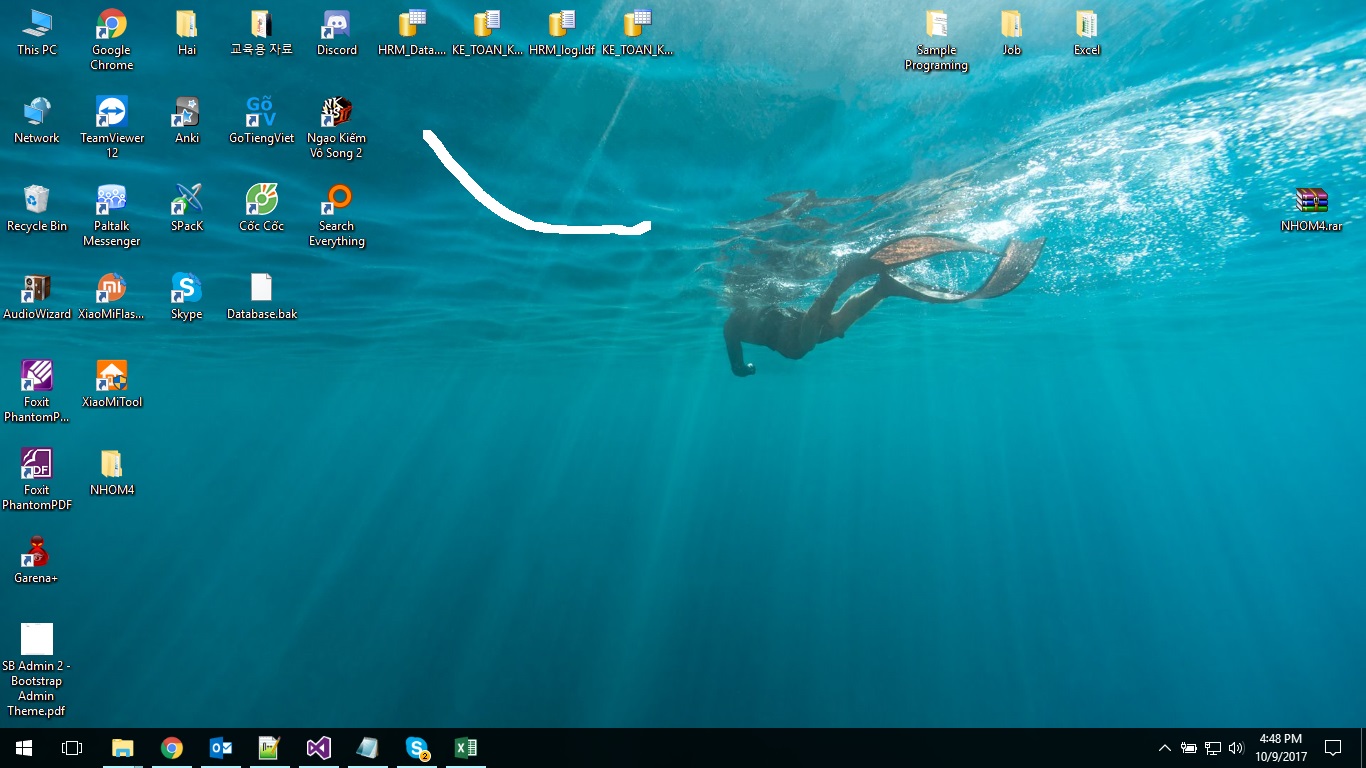 This PC
Google
Chrome
Hai
교육용 자료
Discord
HRM_Data....
KE_TOAN_K...
HRM_log.ldf
KE_TOAN_K...
Sample
Programing
Job
Excel
Network
TeamViewer
12
Anki
GõTV
GoTiengViet
Ngạo Kiếm
Vô Song 2
Recycle Bin
Paltalk
Messenger
SPacK
Cốc Cốc
Search
Everything
NHOM4.rar
AudioWizard
XiaoMiFlas...
Skype
Database.bak
Foxit
PhantomP...
XiaoMiTool
Foxit
PhantomPDF
NHOM4
Garena+
SB Admin 2 -
Bootstrap
Admin
Theme.pdf
2
4:48 PM
10/9/2017